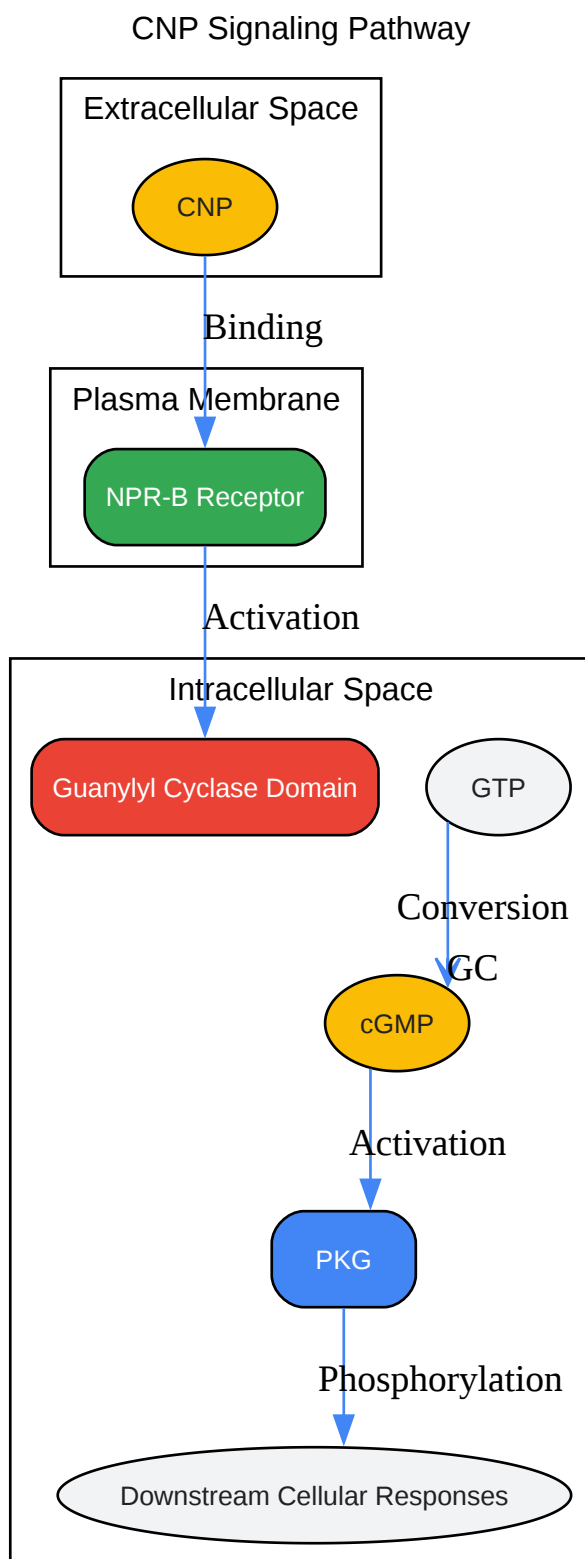 CNP Signaling Pathway
Extracellular Space
CNP
Binding
Plasma Membrane
NPR-B Receptor
Activation
Intracellular Space
Guanylyl Cyclase Domain
GTP
Conversion
GC
cGMP
Activation
PKG
Phosphorylation
Downstream Cellular Responses